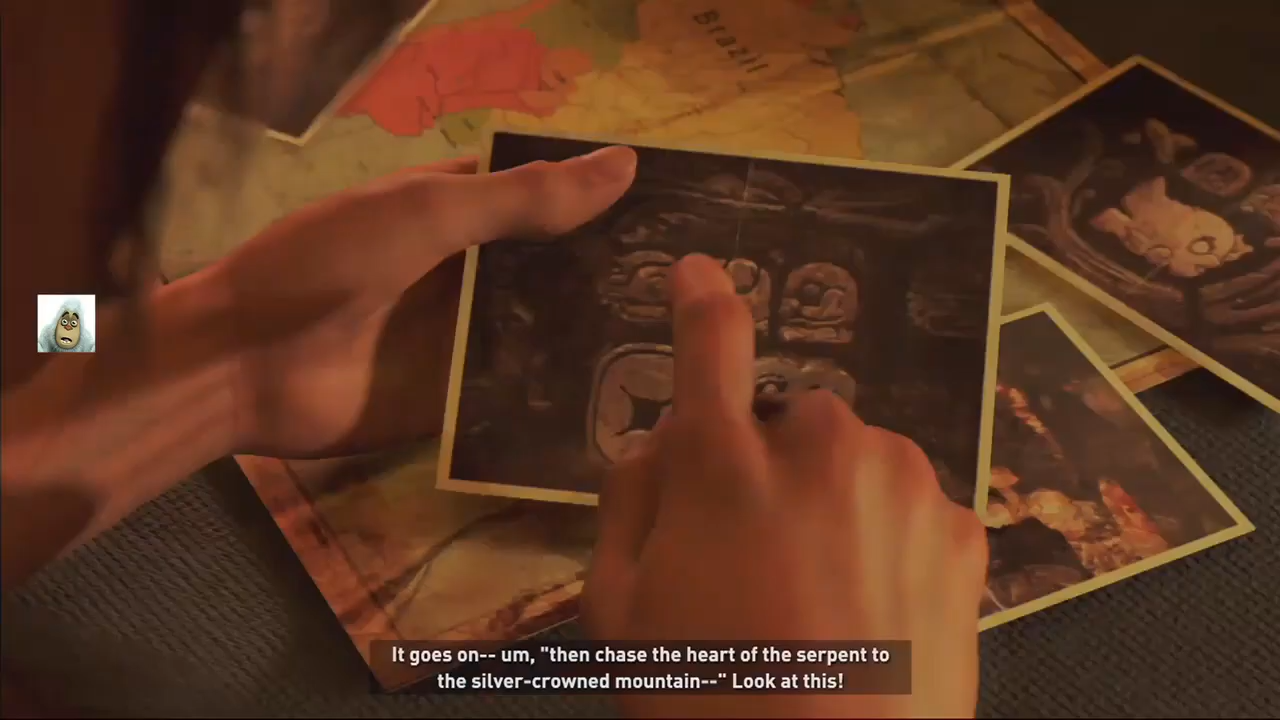 Brazil
It goes on-- um, "then chase the heart of the serpent to
the silver-crowned mountain--" Look at this!